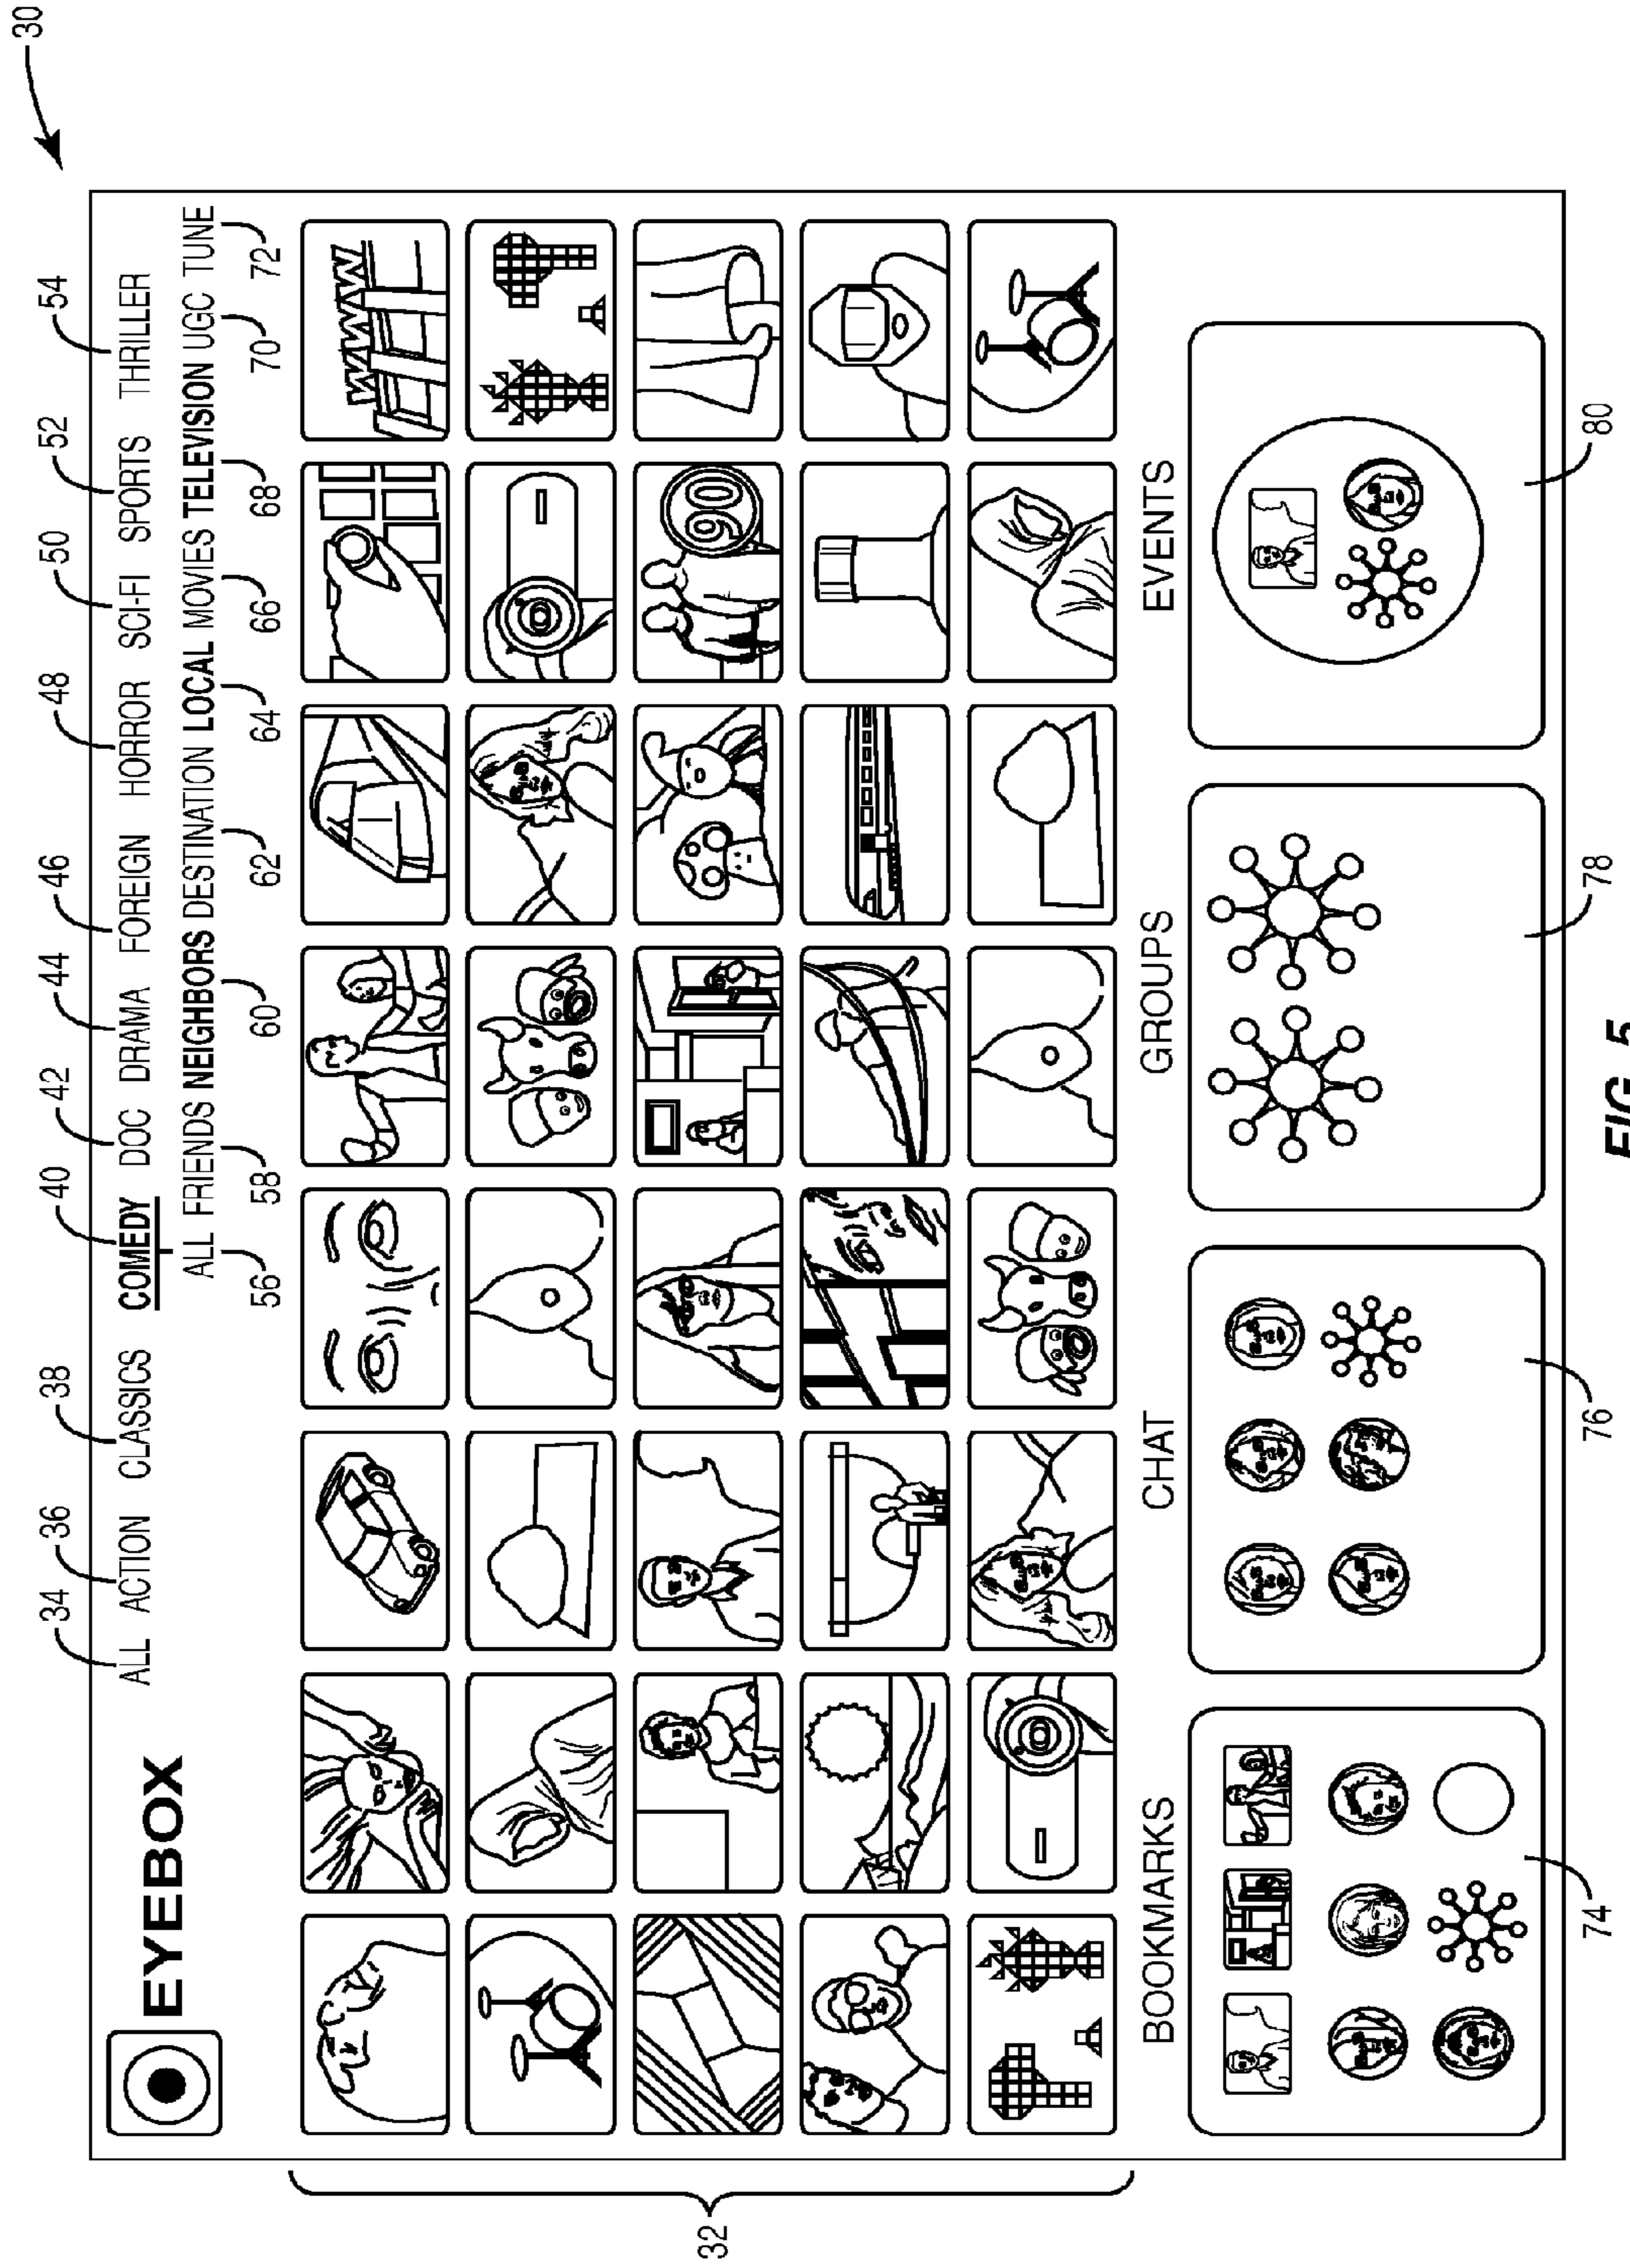 30
34 36 38 40 42 44 46 48 50 52 54
EYEBOX
ALL ACTION CLASSICS COMEDY DOC DRAMA FOREIGN HORROR SCI-FI SPORTS THRILLER
ALL FRIENDS NEIGHBORS DESTINATION LOCAL MOVIES TELEVISION UGC TUNE
56 58 60 62 64 66 68 70 72
32
90
BOOKMARKS CHAT GROUPS EVENTS
74 76 78 80
FIG. 5